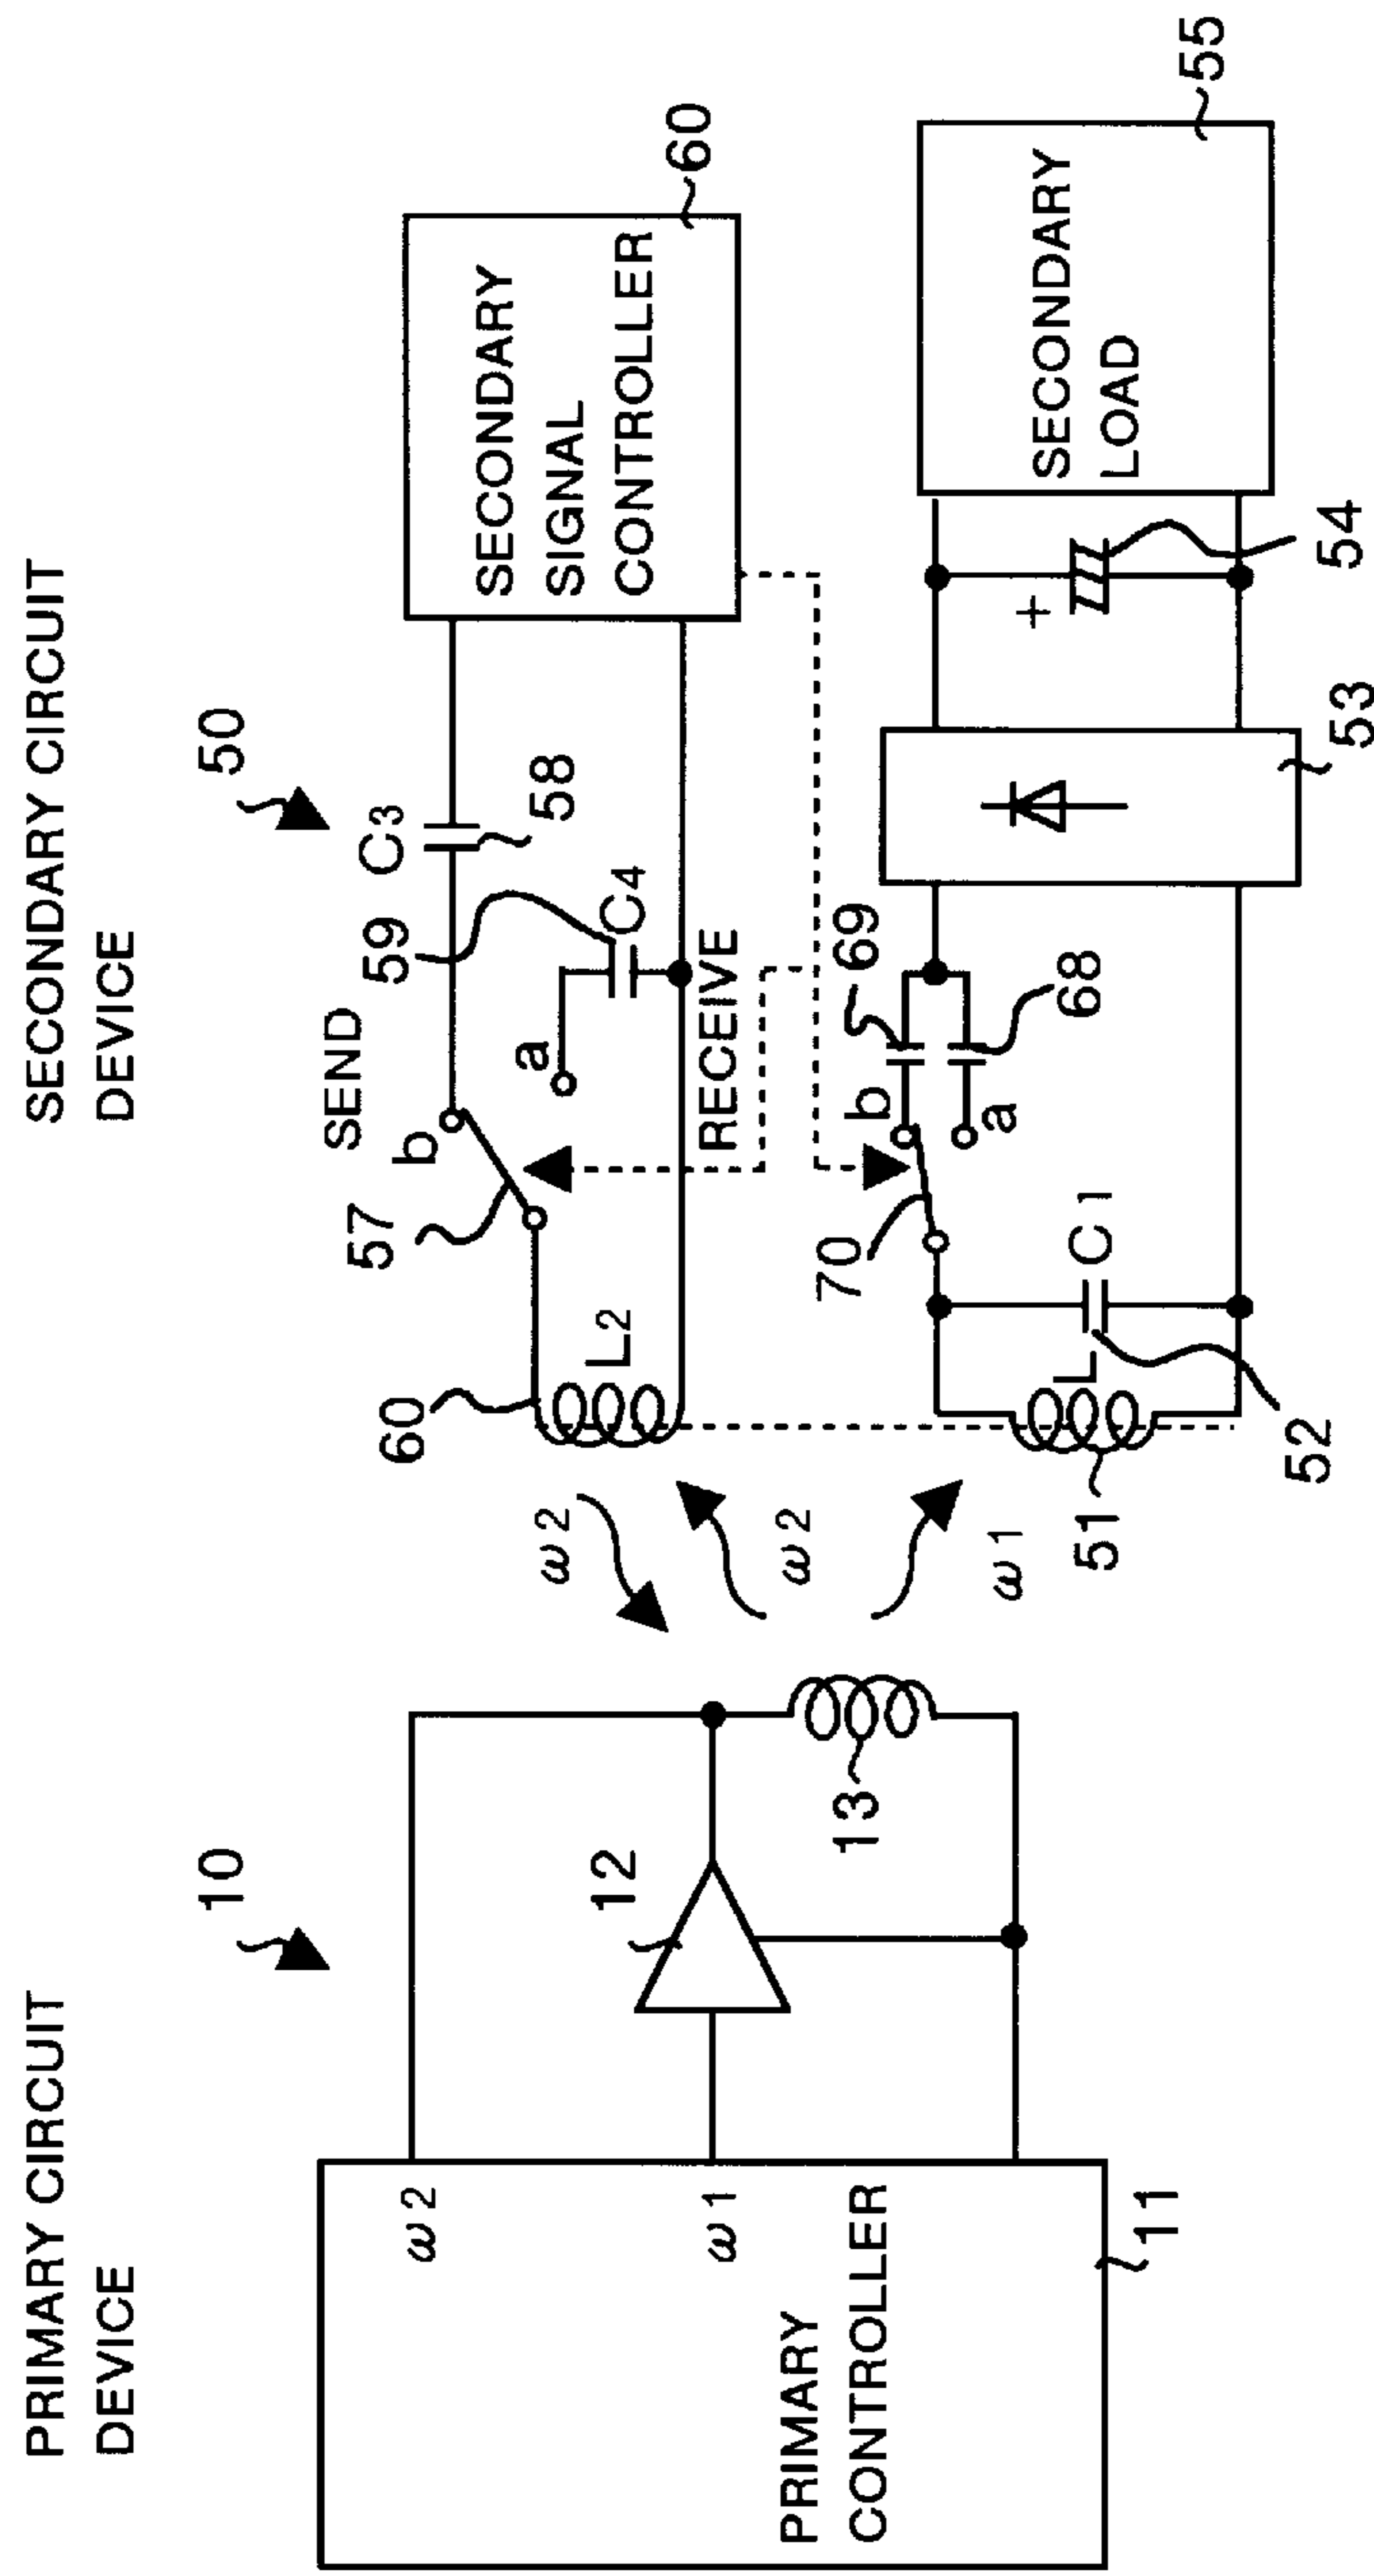 PRIMARY CIRCUIT
DEVICE
SECONDARY CIRCUIT
DEVICE
10
50
ω2
ω1
PRIMARY
CONTROLLER
11
12
13
ω2
ω2
ω1
60
L2
57
b
SEND
a
59
C4
C3
58
RECEIVE
SECONDARY
SIGNAL
CONTROLLER
60
51
L
52
C1
70
b
a
69
68
53
+
54
SECONDARY
LOAD
55